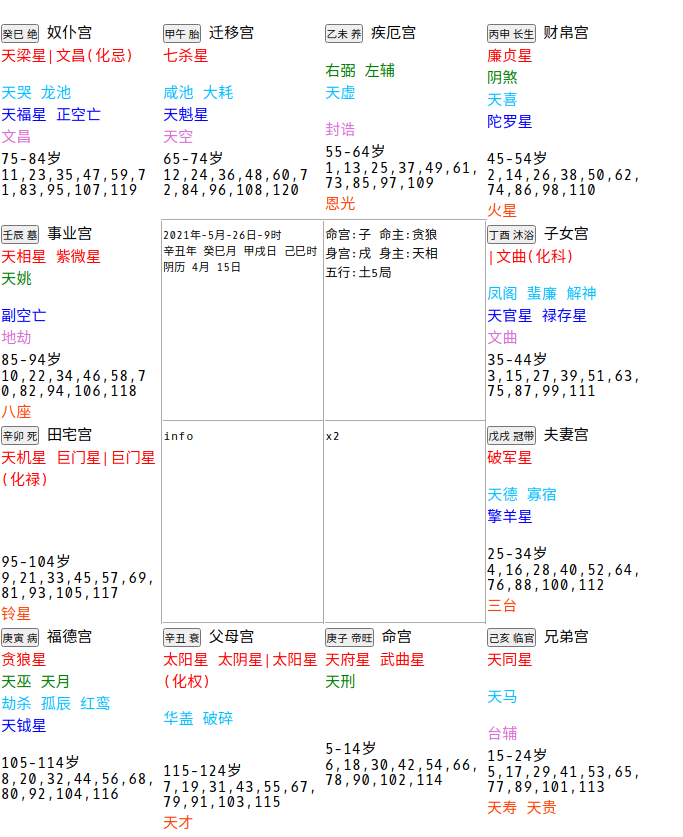 癸巳 绝 奴仆宫
天梁星|文昌(化忌)
天哭 龙池
天福星 正空亡
文昌
75-84岁
11,23,35,47,59,7
1,83,95,107,119
甲午 胎 迁移宫
七杀星
咸池 大耗
天魁星
天空
65-74岁
12,24,36,48,60,7
2,84,96,108,120
乙未 养 疾厄宫
右弼 左辅
天虚
封诰
55-64岁
1,13,25,37,49,61,
73,85,97,109
恩光
丙申 长生 财帛宫
廉贞星
阴煞
天喜
陀罗星
45-54岁
2,14,26,38,50,62,
74,86,98,110
火星
壬辰 墓 事业宫
天相星 紫微星
天姚
副空亡
地劫
85-94岁
10,22,34,46,58,7
0,82,94,106,118
八座
2021年-5月-26日-9时
辛丑年 癸巳月 甲戌日 己巳时
阴历 4月 15日
命宫:子 命主:贪狼
身宫:戌 身主:天相
五行:土5局
丁酉 沐浴 子女宫
|文曲(化科)
凤阁 蜚廉 解神
天官星 禄存星
文曲
35-44岁
3,15,27,39,51,63,
75,87,99,111
辛卯 死 田宅宫
天机星 巨门星|巨门星
(化禄)
95-104岁
9,21,33,45,57,69,
81,93,105,117
铃星
info
x2
戊戌 冠带 夫妻宫
破军星
天德 寡宿
擎羊星
25-34岁
4,16,28,40,52,64,
76,88,100,112
三台
庚寅 病 福德宫
贪狼星
天巫 天月
劫杀 孤辰 红鸾
天钺星
105-114岁
8,20,32,44,56,68,
80,92,104,116
辛丑 衰 父母宫
太阳星 太阴星|太阳星
(化权)
华盖 破碎
115-124岁
7,19,31,43,55,67,
79,91,103,115
天才
庚子 帝旺 命宫
天府星 武曲星
天刑
5-14岁
6,18,30,42,54,66,
78,90,102,114
己亥 临官 兄弟宫
天同星
天马
台辅
15-24岁
5,17,29,41,53,65,
77,89,101,113
天寿 天贵